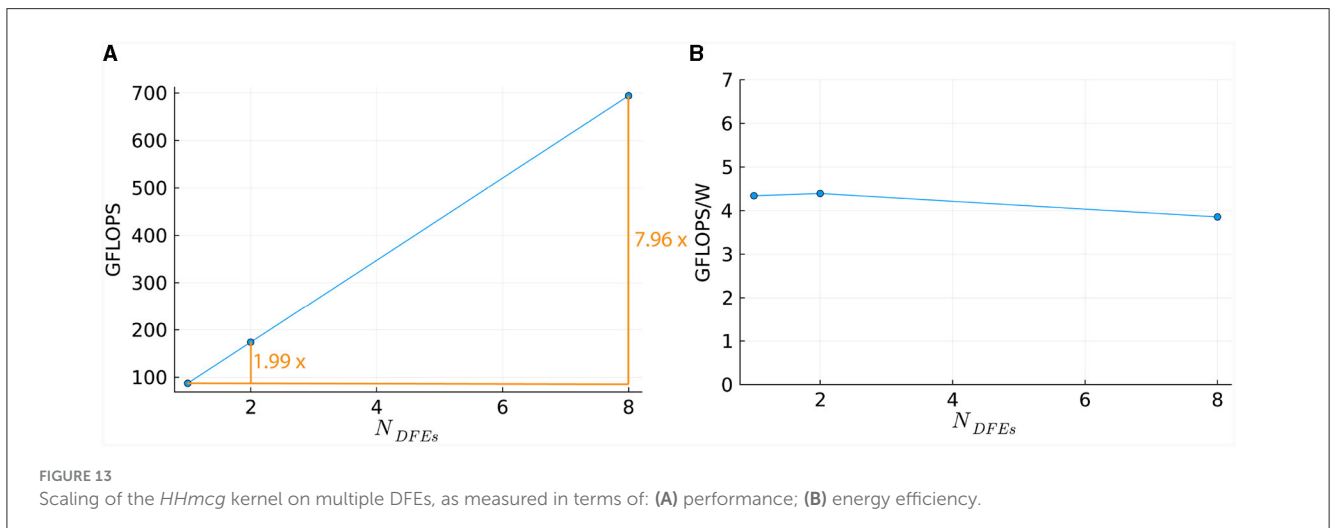 A
GFLOPS
700
600
500
400
300
200
100
1.99 x
7.96 x
2
4
6
8
N DFEs
B
GFLOPS/W
7
6
5
4
3
2
1
0
2
4
6
8
N DFEs
FIGURE 13
Scaling of the HHmcg kernel on multiple DFEs, as measured in terms of: (A) performance; (B) energy efficiency.